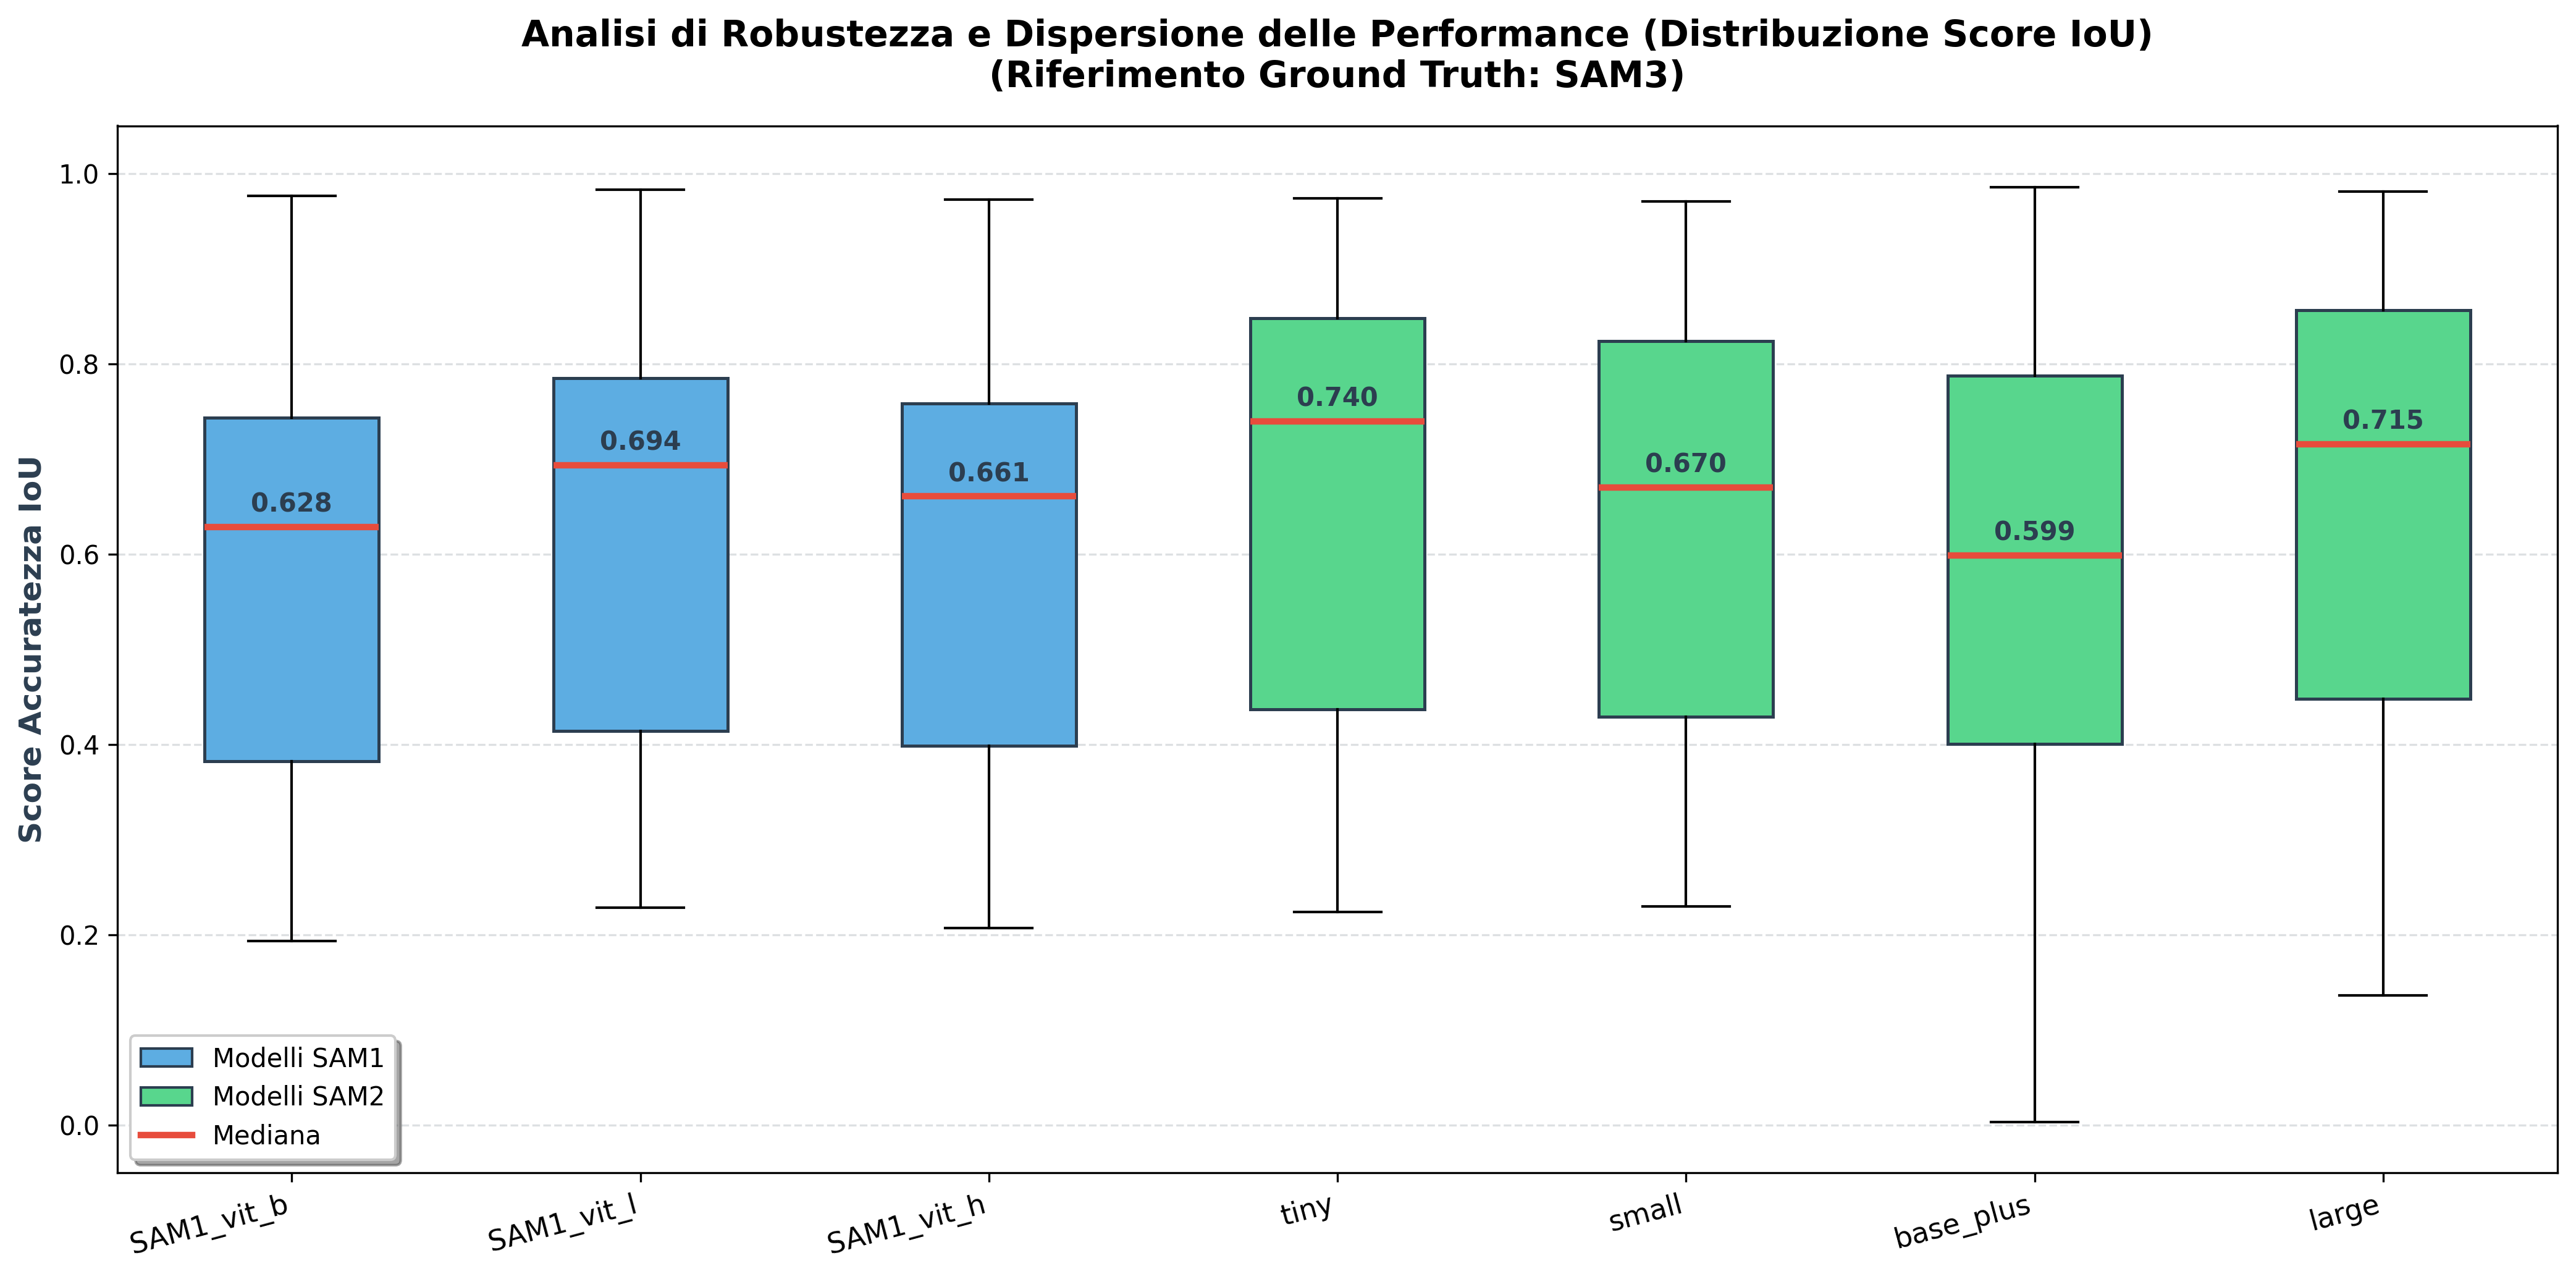 Analisi di Robustezza e Dispersione delle Performance (Distribuzione Score IoU)
(Riferimento Ground Truth: SAM3)
Score Accuratezza IoU
1.0
0.8
0.6
0.4
0.2
0.0
0.628
0.694
0.661
0.740
0.670
0.599
0.715
Modelli SAM1
Modelli SAM2
Mediana
SAM1_vit_b
SAM1_vit_l
SAM1_vit_h
tiny
small
base_plus
large